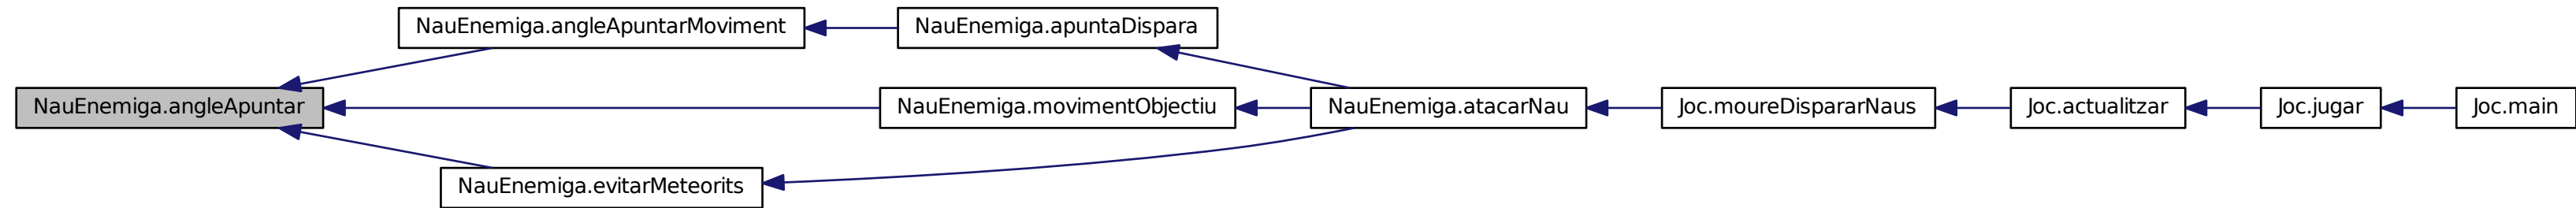 NauEnemiga.angleApuntarMoviment
NauEnemiga.apuntaDispara
NauEnemiga.angleApuntar
NauEnemiga.movimentObjectiu
NauEnemiga.atacarNau
Joc.moureDispararNaus
Joc.actualitzar
Joc.jugar
Joc.main
NauEnemiga.evitarMeteorits